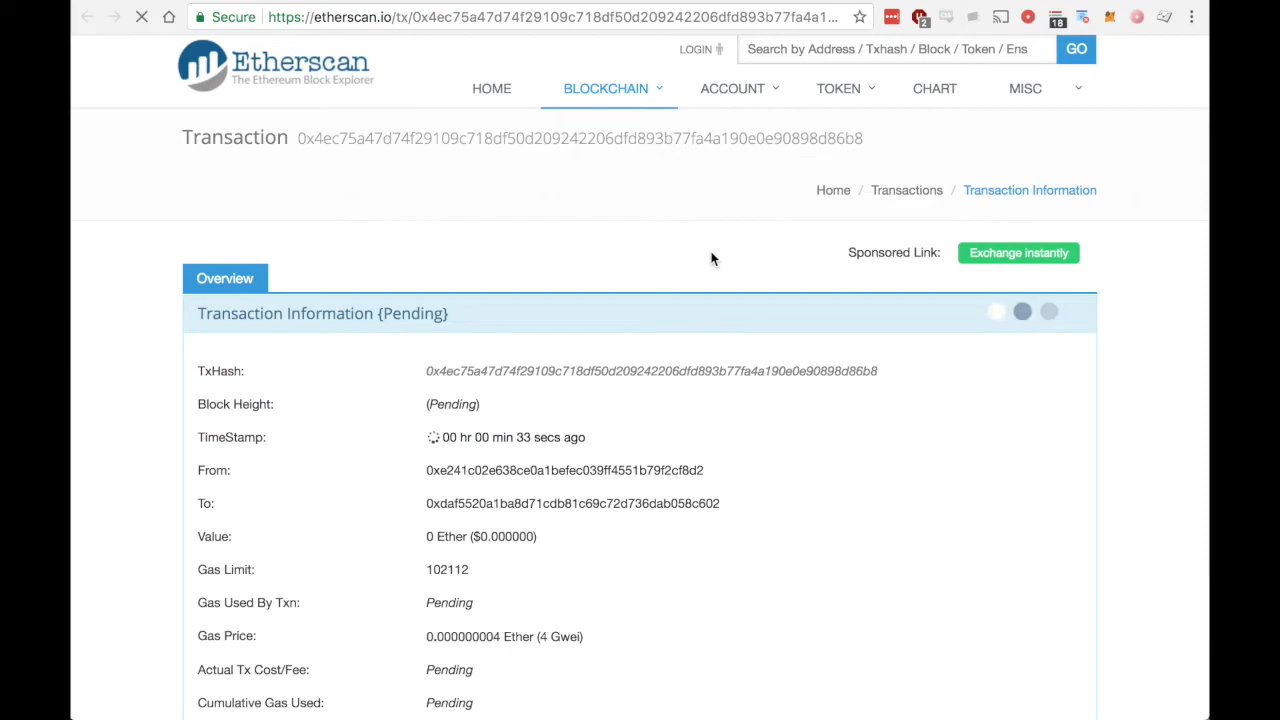 Secure https://etherscan.io/tx/0x4ec75a47d74f29109c718df50d209242206dfd893b77fa4a1...
2
18
Etherscan
The Ethereum Block Explorer
LOGIN
Search by Address / Txhash / Block / Token / Ens
GO
HOME
BLOCKCHAIN
ACCOUNT
TOKEN
CHART
MISC
Transaction 0x4ec75a47d74f29109c718df50d209242206dfd893b77fa4a190e0e90898d86b8
Home / Transactions / Transaction Information
Sponsored Link: Exchange instantly
Overview
Transaction Information {Pending}
TxHash: 0x4ec75a47d74f29109c718df50d209242206dfd893b77fa4a190e0e90898d86b8
Block Height: (Pending)
TimeStamp: 00 hr 00 min 33 secs ago
From: 0xe241c02e638ce0a1befec039ff4551b79f2cf8d2
To: 0xdaf5520a1ba8d71cdb81c69c72d736dab058c602
Value: 0 Ether ($0.000000)
Gas Limit: 102112
Gas Used By Txn: Pending
Gas Price: 0.000000004 Ether (4 Gwei)
Actual Tx Cost/Fee: Pending
Cumulative Gas Used: Pending